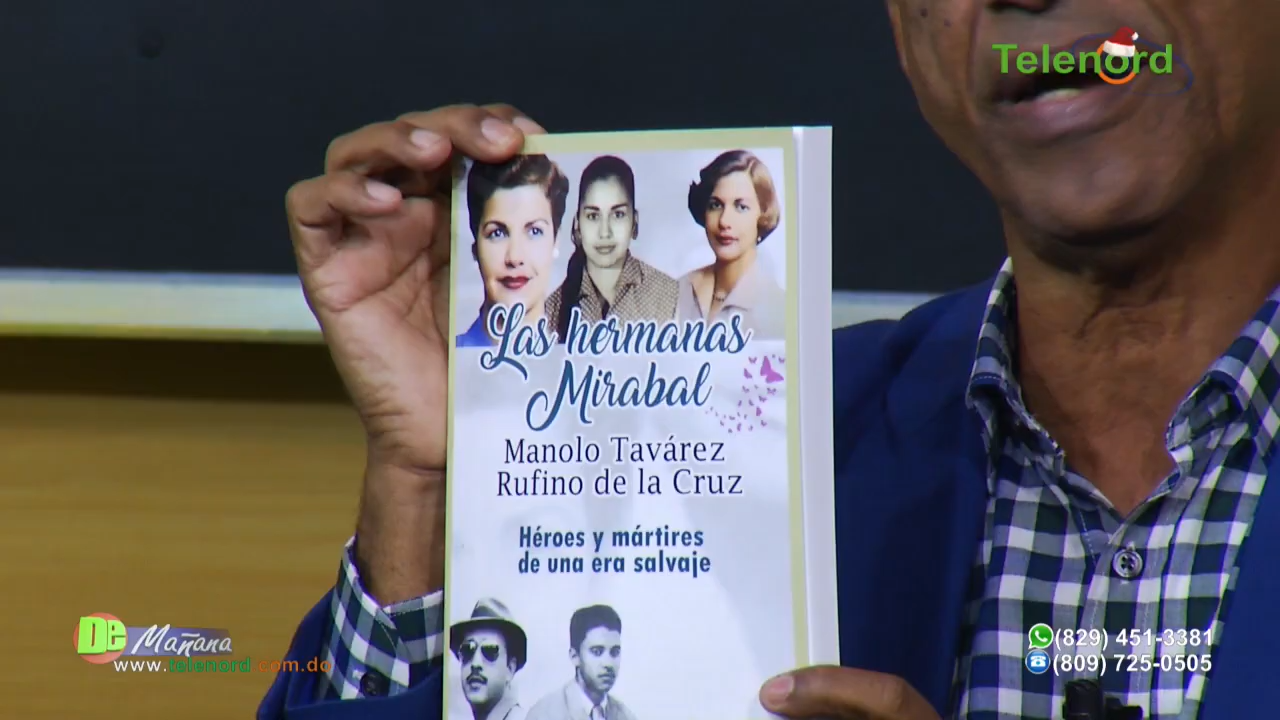 Telenord
Las hermanas
Mirabal
Manolo Tavárez
Rufino de la Cruz
Héroes y mártires
de una era salvaje
De Mañana
www.telenord.com.do
(829) 451-3381
(809) 725-0505